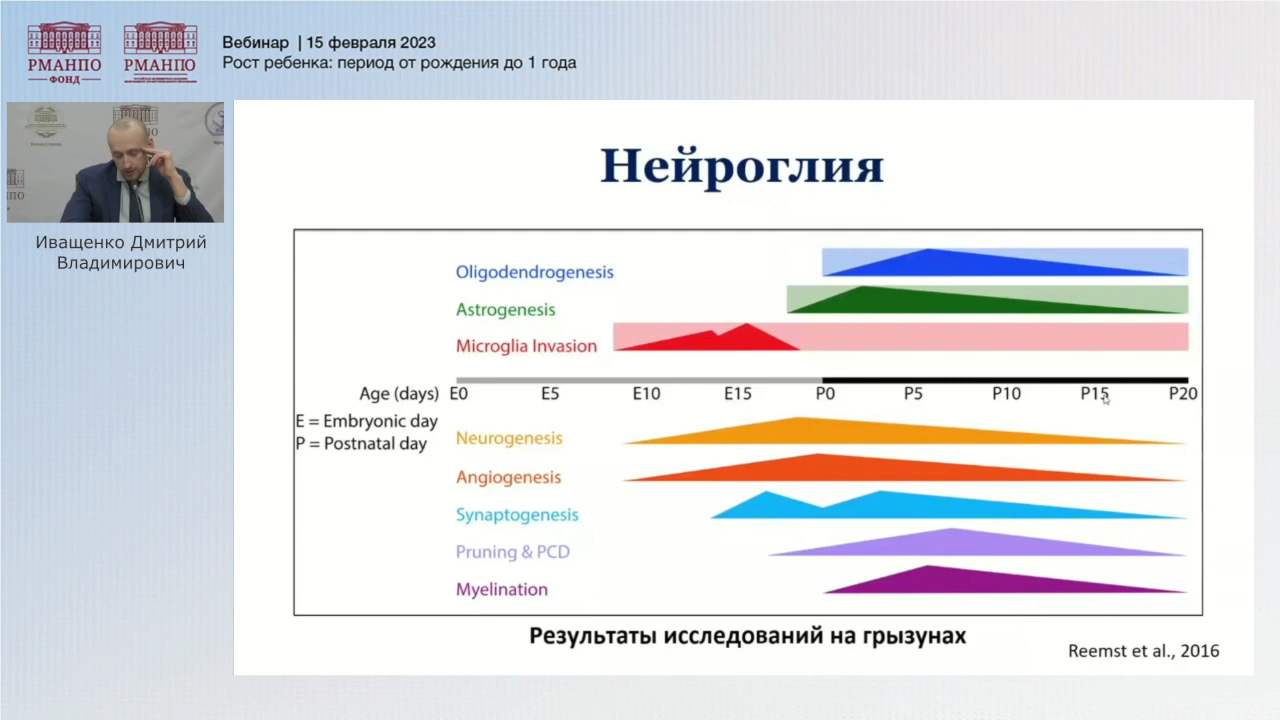 РМАНПО
ФОНД
РМАНПО
Вебинар | 15 февраля 2023
Рост ребенка: период от рождения до 1 года
Иващенко Дмитрий
Владимирович
Нейроглия
Oligodendrogenesis
Astrogenesis
Microglia Invasion
Age (days) E0 E5 E10 E15 P0 P5 P10 P15 P20
E = Embryonic day
P = Postnatal day
Neurogenesis
Angiogenesis
Synaptogenesis
Pruning & PCD
Myelination
Результаты исследований на грызунах
Reemst et al., 2016